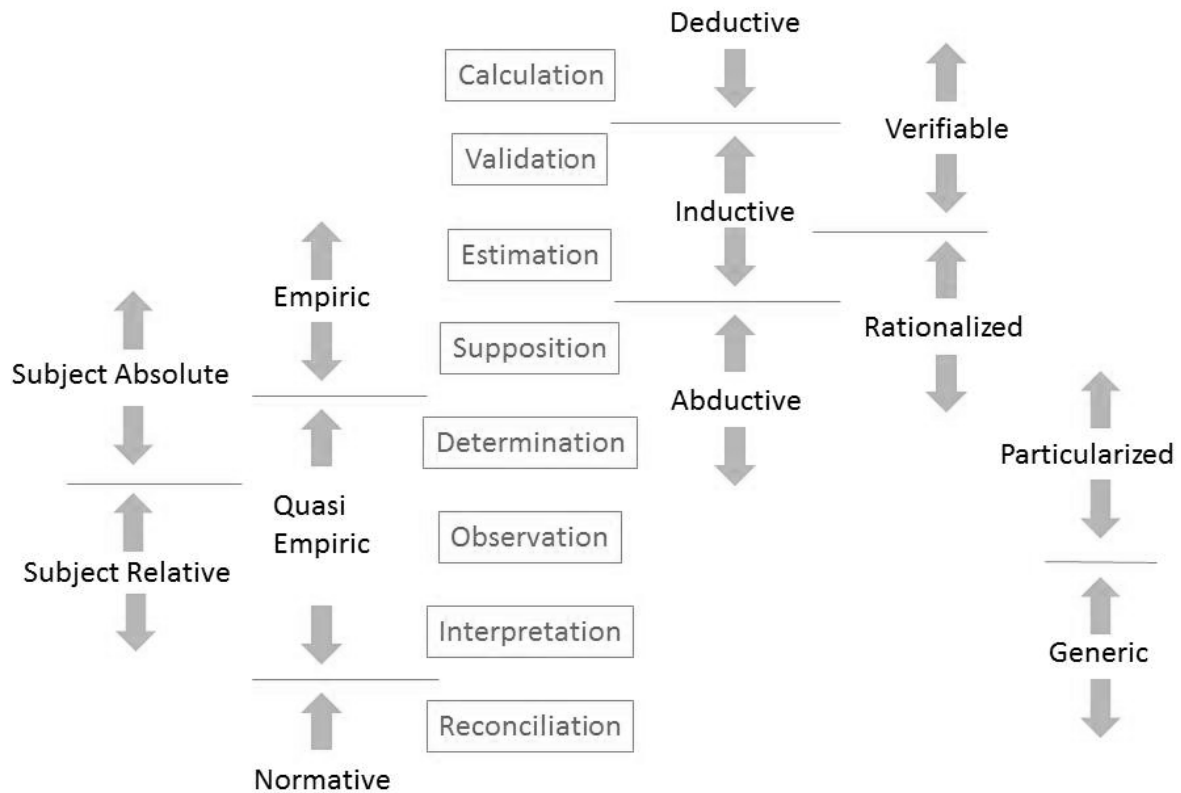 Deductive
Calculation
Verifiable
Validation
Inductive
Estimation
Empiric
Rationalized
Supposition
Subject Absolute
Abductive
Determination
Particularized
Quasi
Empiric
Observation
Subject Relative
Interpretation
Generic
Reconciliation
Normative